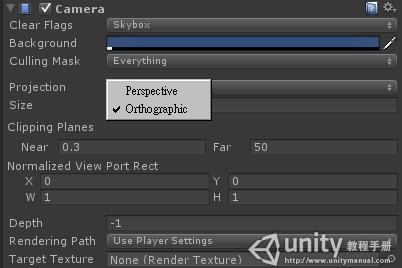 Camera
Clear Flags Skybox
Background
Culling Mask Everything
Projection
Perspective
Size
Orthographic
Clipping Planes
Near 0.3 Far 50
Normalized View Port Rect
X 0 Y 0
W 1 H 1
Depth -1
Rendering Path Use Player Settings
Target Texture None (Render Texture)
unity 教程手册
www.unitymanual.com